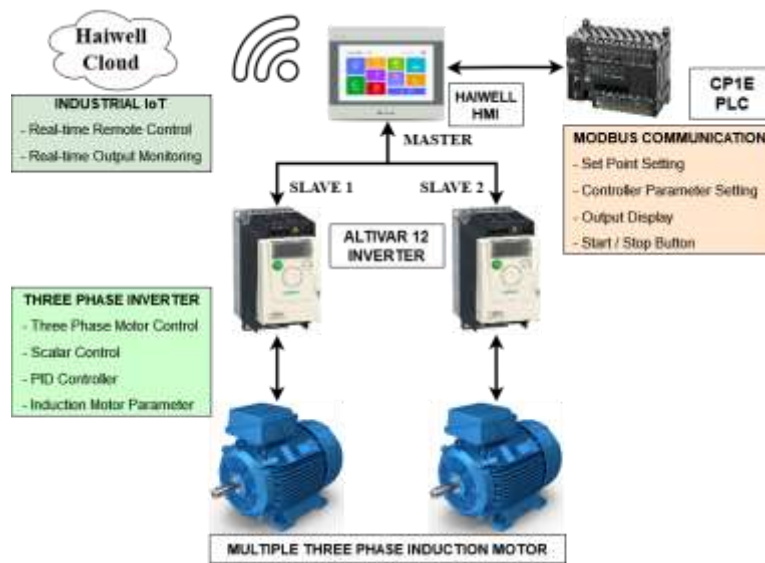 Haiwell
Cloud
INDUSTRIAL IoT
- Real-time Remote Control
- Real-time Output Monitoring
HAIWELL
HMI
CP1E
PLC
MASTER
MODBUS COMMUNICATION
- Set Point Setting
- Controller Parameter Setting
- Output Display
- Start / Stop Button
SLAVE 1
SLAVE 2
ALTIVAR 12
INVERTER
THREE PHASE INVERTER
- Three Phase Motor Control
- Scalar Control
- PID Controller
- Induction Motor Parameter
MULTIPLE THREE PHASE INDUCTION MOTOR